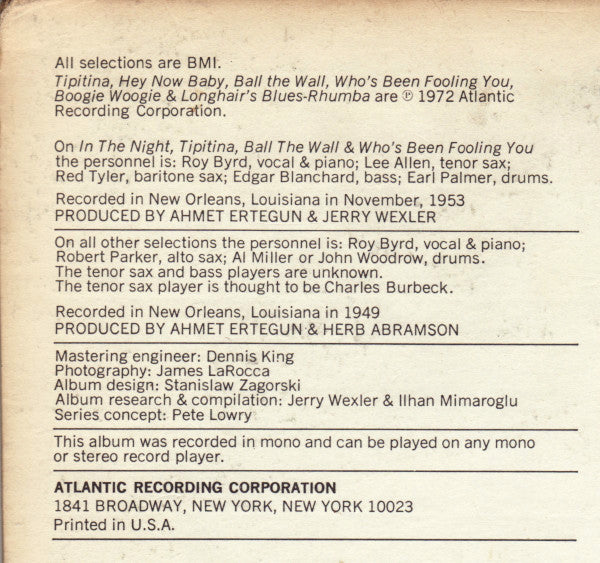 All selections are BMI.
Tipitina, Hey Now Baby, Ball the Wall, Who's Been Fooling You,
Boogie Woogie & Longhair's Blues-Rhumba are ℗ 1972 Atlantic
Recording Corporation.
On In The Night, Tipitina, Ball The Wall & Who's Been Fooling You
the personnel is: Roy Byrd, vocal & piano; Lee Allen, tenor sax;
Red Tyler, baritone sax; Edgar Blanchard, bass; Earl Palmer, drums.
Recorded in New Orleans, Louisiana in November, 1953
PRODUCED BY AHMET ERTEGUN & JERRY WEXLER
On all other selections the personnel is: Roy Byrd, vocal & piano;
Robert Parker, alto sax; Al Miller or John Woodrow, drums.
The tenor sax and bass players are unknown.
The tenor sax player is thought to be Charles Burbeck.
Recorded in New Orleans, Louisiana in 1949
PRODUCED BY AHMET ERTEGUN & HERB ABRAMSON
Mastering engineer: Dennis King
Photography: James LaRocca
Album design: Stanislaw Zagorski
Album research & compilation: Jerry Wexler & Ilhan Mimaroglu
Series concept: Pete Lowry
This album was recorded in mono and can be played on any mono
or stereo record player.
ATLANTIC RECORDING CORPORATION
1841 BROADWAY, NEW YORK, NEW YORK 10023
Printed in U.S.A.